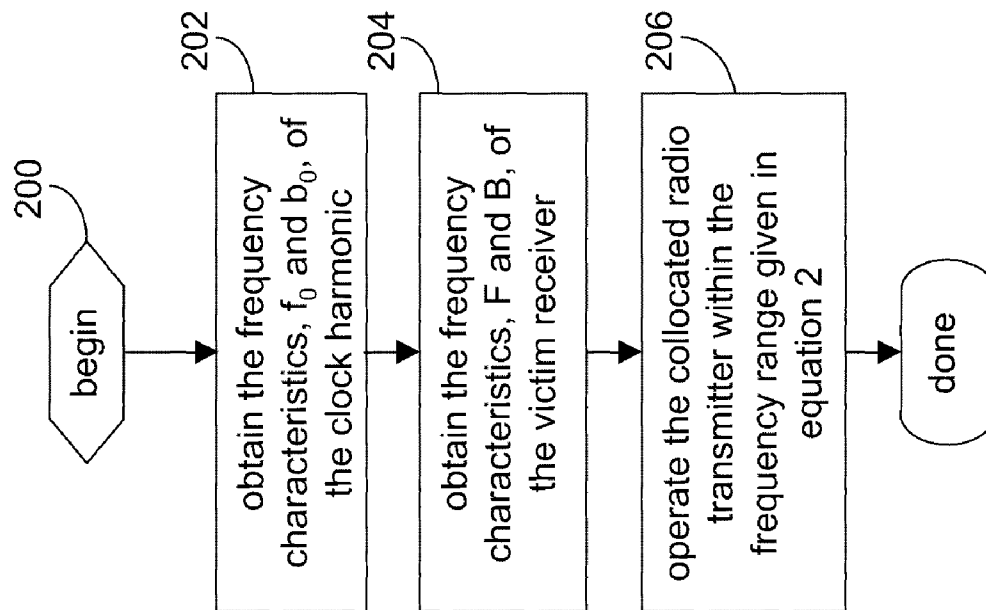 200
begin
202
obtain the frequency
characteristics, f₀ and b₀, of
the clock harmonic
204
obtain the frequency
characteristics, F and B, of
the victim receiver
206
operate the collocated radio
transmitter within the
frequency range given in
equation 2
done